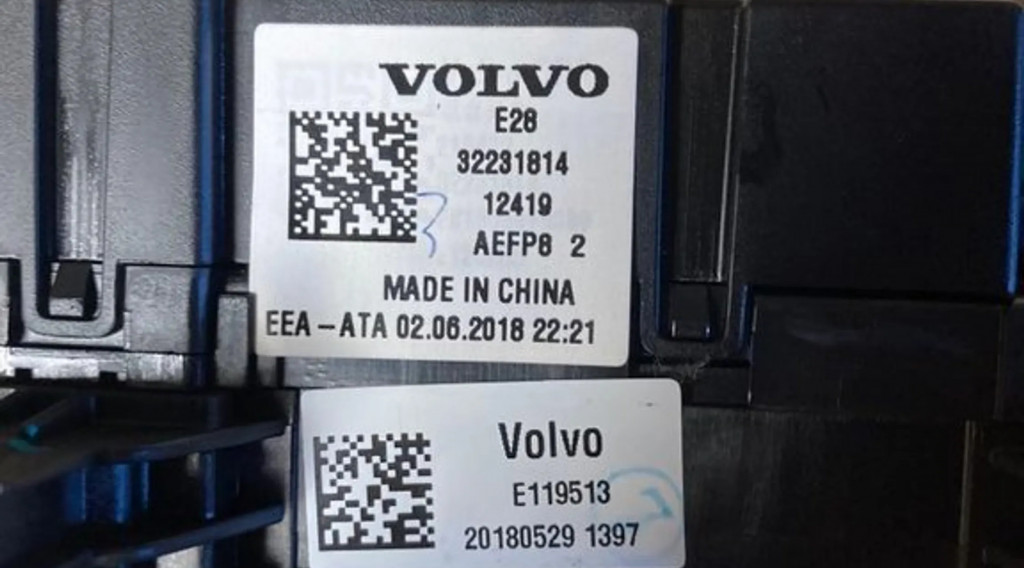 VOLVO
E28
32231814
12419
AEFP8 2
MADE IN CHINA
EEA-ATA 02.06.2018 22:21
Volvo
E119513
20180529 1397